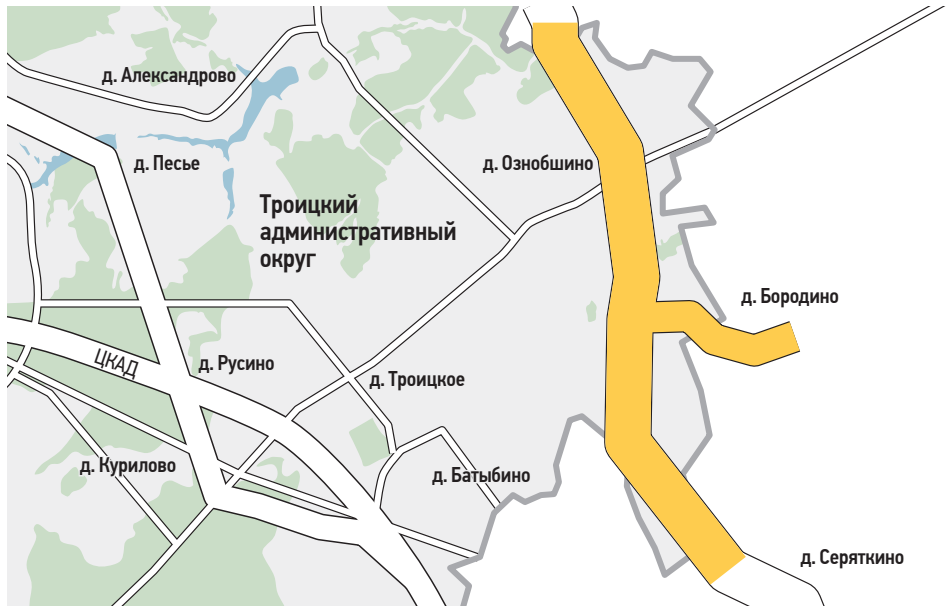 д. Александрово
д. Песье
д. Ознобшино
Троицкий
административный
округ
д. Бородино
ЦКАД
д. Русино
д. Троицкое
д. Курилово
д. Батыбино
д. Серяткино